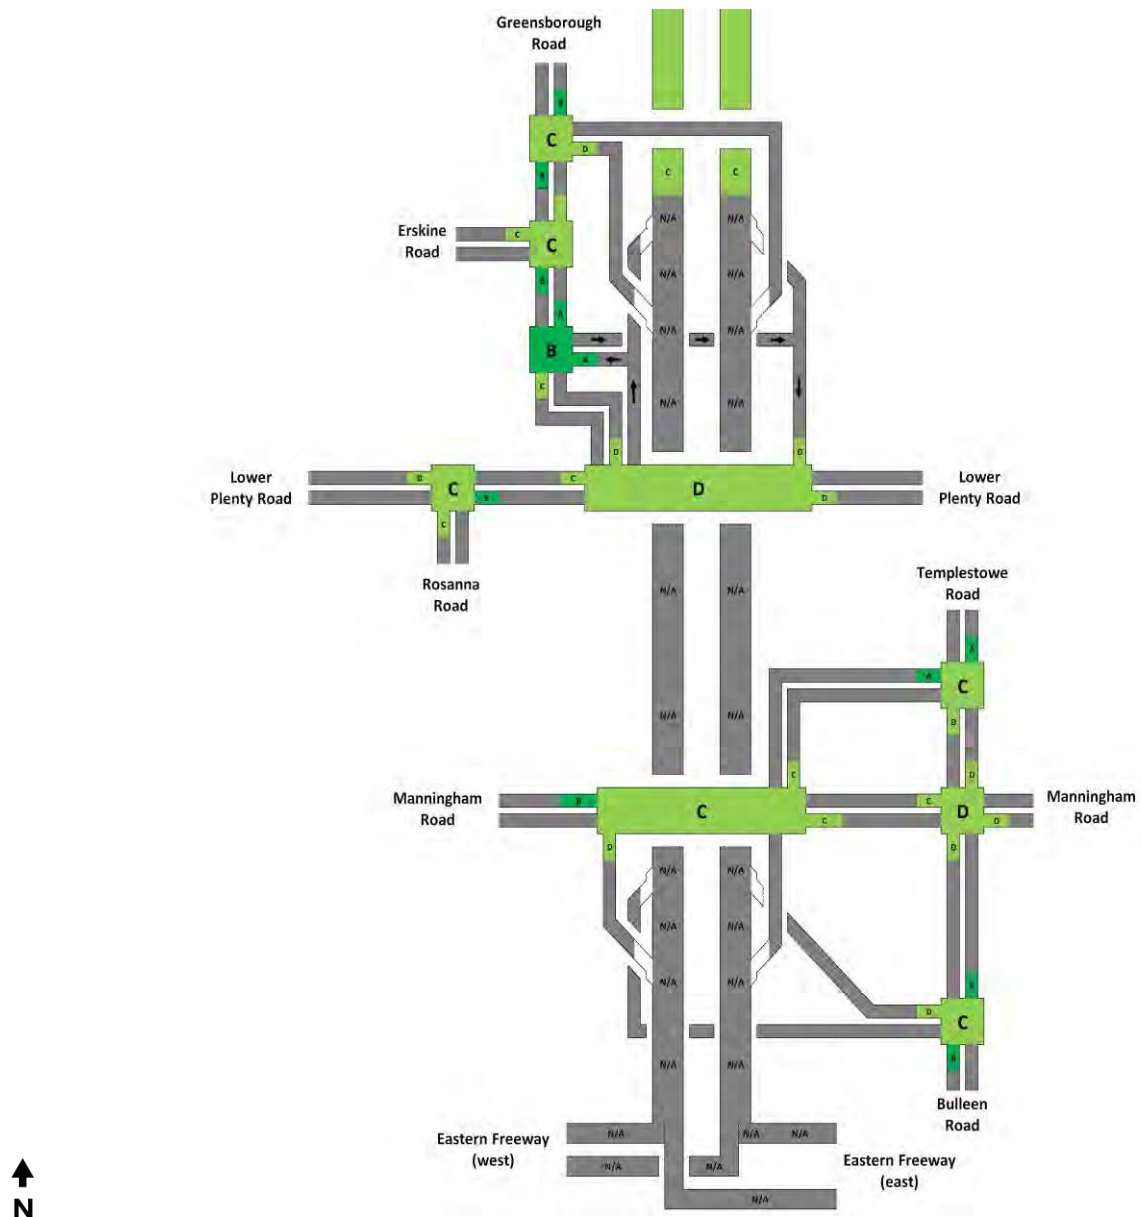 Greensborough
Road
B
C
D
B
C
C
Erskine
Road
C
C
B
A
B
A
C
N/A
N/A
N/A
N/A
N/A
N/A
N/A
N/A
D
D
Lower
Plenty Road
D
C
B
C
C
D
D
Lower
Plenty Road
Rosanna
Road
N/A
N/A
N/A
N/A
Templestowe
Road
A
A
C
D
D
Manningham
Road
B
C
C
C
D
C
D
D
D
Manningham
Road
N/A
N/A
N/A
N/A
N/A
N/A
N/A
N/A
D
C
Bulleen
Road
Eastern Freeway
(west)
N/A
N/A
N/A
N/A
N/A
N/A
Eastern Freeway
(east)
N